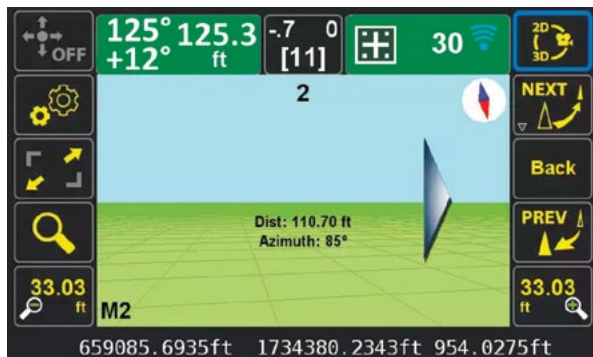 OFF
125° 125.3
+12° ft
-.7 0
[11]
30
2D
3D
2
NEXT
Back
Dist: 110.70 ft
Azimuth: 85°
PREV
33.03
ft
M2
33.03
ft
659085.6935ft 1734380.2343ft 954.0275ft